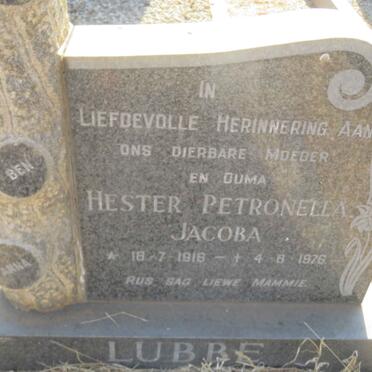 IN
LIEFDEVOLLE HERINNERING AAN
ONS DIERBARE MOEDER
EN OUMA
HESTER PETRONELLA
JACOBA
* 18-7-1916 - + 4-8-1976
RUS SAG LIEWE MAMMIE
BEN
LUBBE